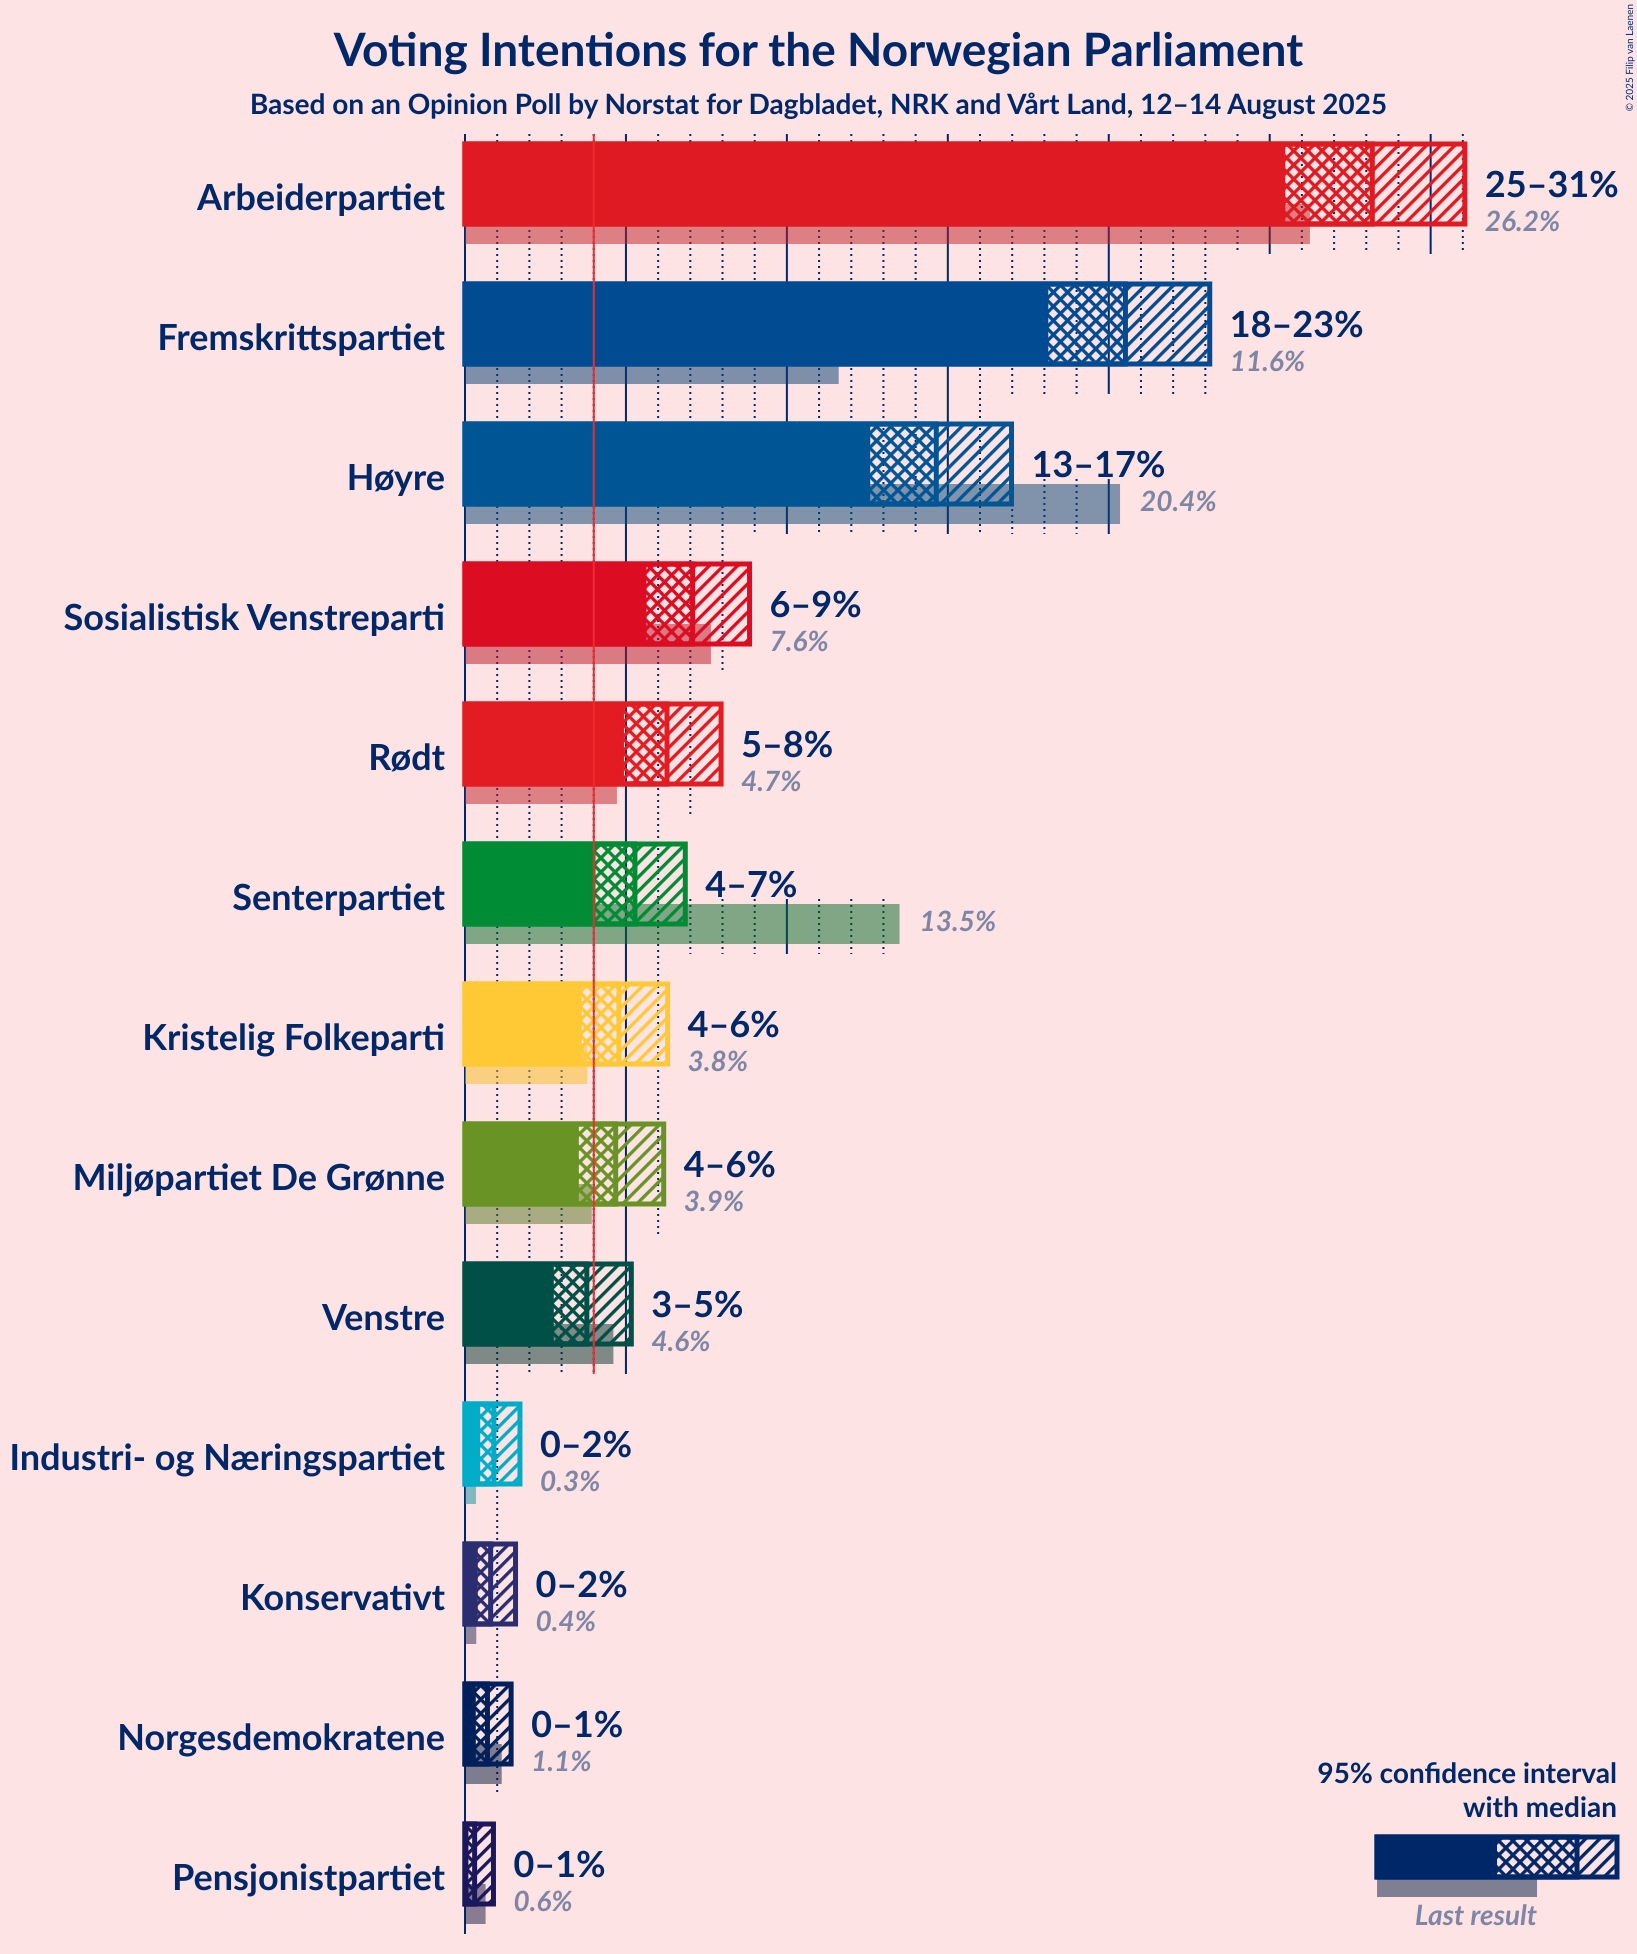 Voting Intentions for the Norwegian Parliament
Based on an Opinion Poll by Norstat for Dagbladet, NRK and Vårt Land, 12–14 August 2025
© 2025 Filip van Laenen
Arbeiderpartiet
25–31%
26.2%
Fremskrittspartiet
18–23%
11.6%
Høyre
13–17%
20.4%
Sosialistisk Venstreparti
6–9%
7.6%
Rødt
5–8%
4.7%
Senterpartiet
4–7%
13.5%
Kristelig Folkeparti
4–6%
3.8%
Miljøpartiet De Grønne
4–6%
3.9%
Venstre
3–5%
4.6%
Industri- og Næringspartiet
0–2%
0.3%
Konservativt
0–2%
0.4%
Norgesdemokratene
0–1%
1.1%
Pensjonistpartiet
0–1%
0.6%
95% confidence interval
with median
Last result